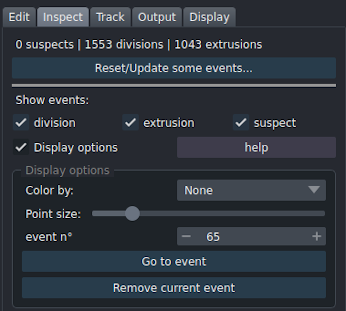 Edit Inspect Track Output Display
0 suspects | 1553 divisions | 1043 extrusions
Reset/Update some events...
Show events:
division extrusion suspect
Display options help
Display options
Color by: None
Point size:
event n° − 65 +
Go to event
Remove current event